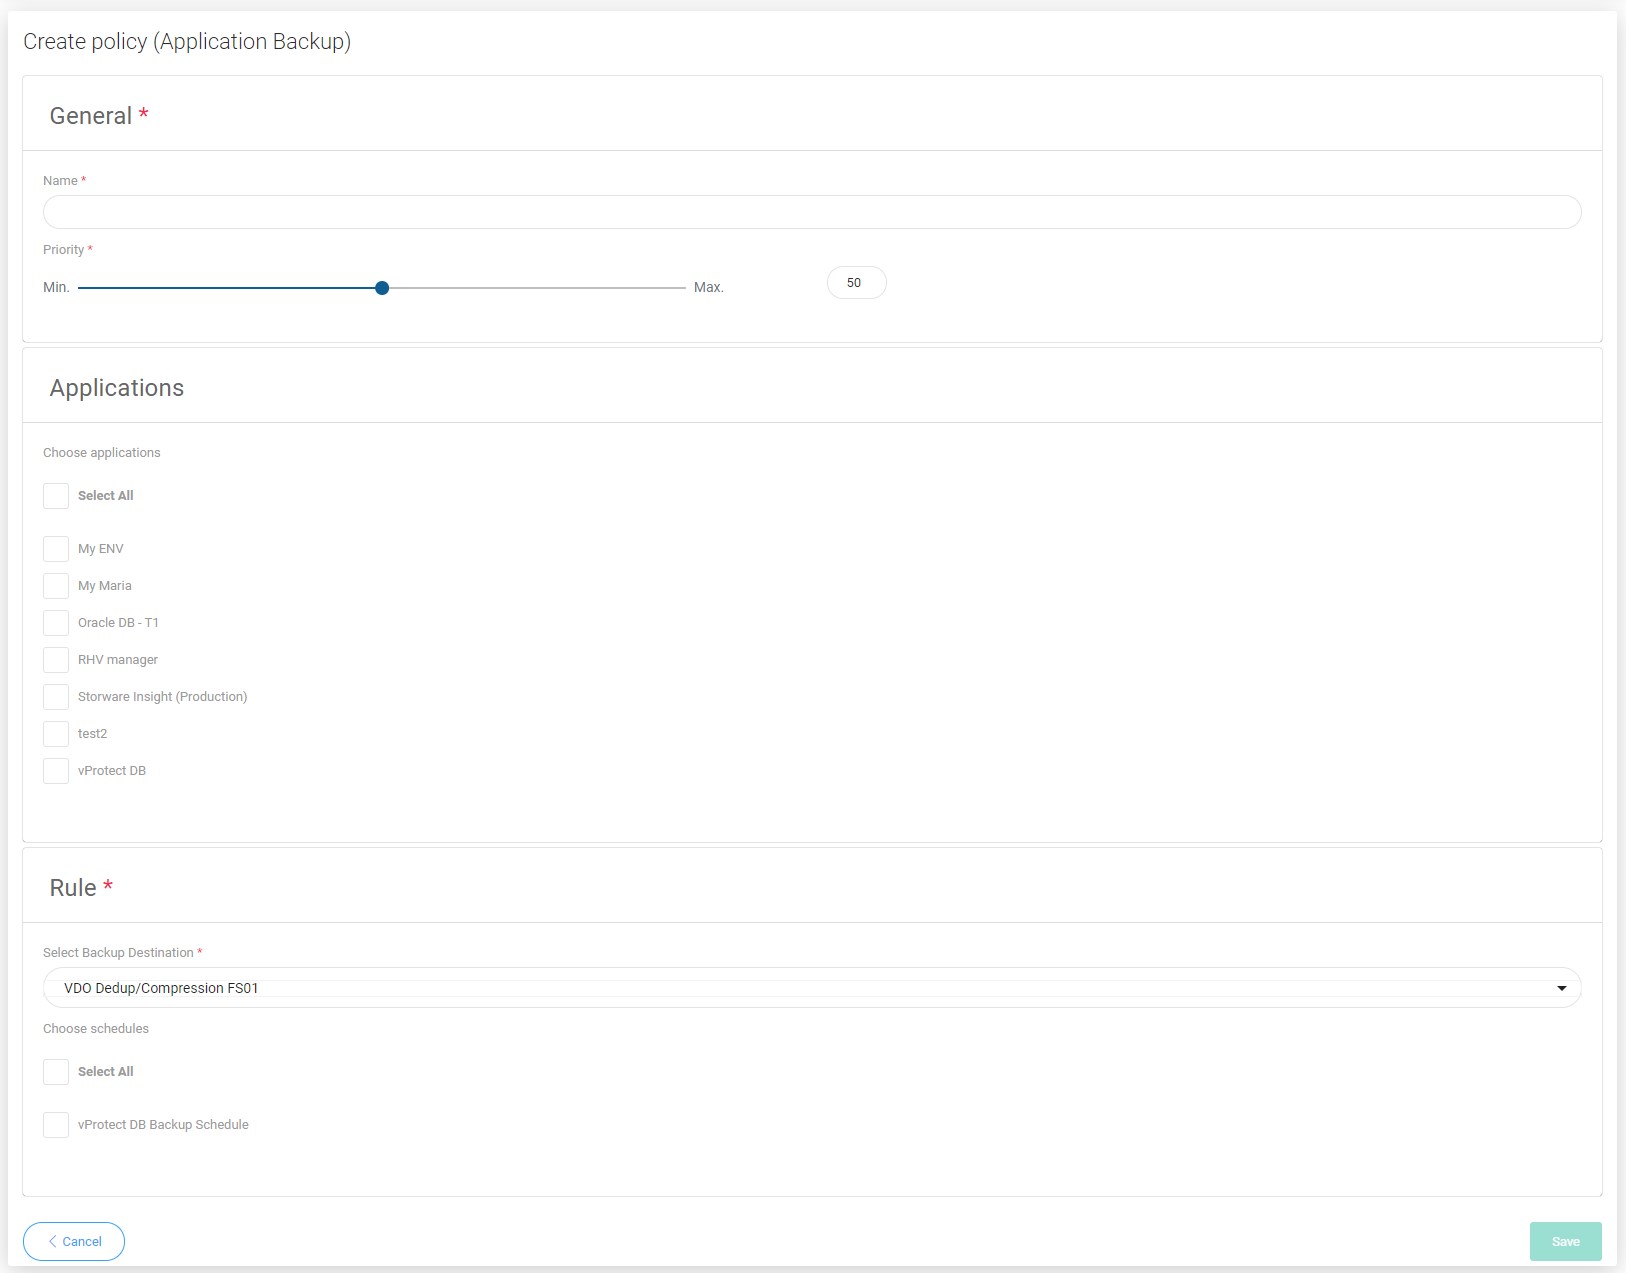 Create policy (Application Backup)
General *
Name *
Priority *
Min. Max. 50
Applications
Choose applications
Select All
My ENV
My Maria
Oracle DB - T1
RHV manager
Storware Insight (Production)
test2
vProtect DB
Rule *
Select Backup Destination *
VDO Dedup/Compression FS01
Choose schedules
Select All
vProtect DB Backup Schedule
Cancel Save